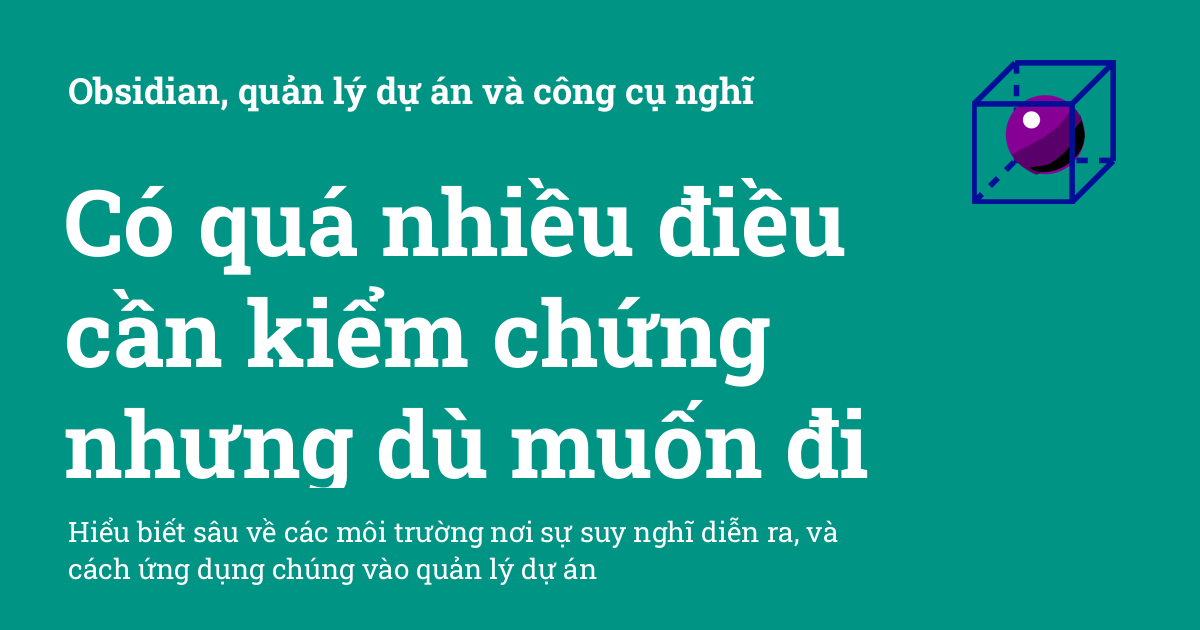 Obsidian, quản lý dự án và công cụ nghĩ
Có quá nhiều điều
cần kiểm chứng
nhưng dù muốn đi
Hiểu biết sâu về các môi trường nơi sự suy nghĩ diễn ra, và
cách ứng dụng chúng vào quản lý dự án